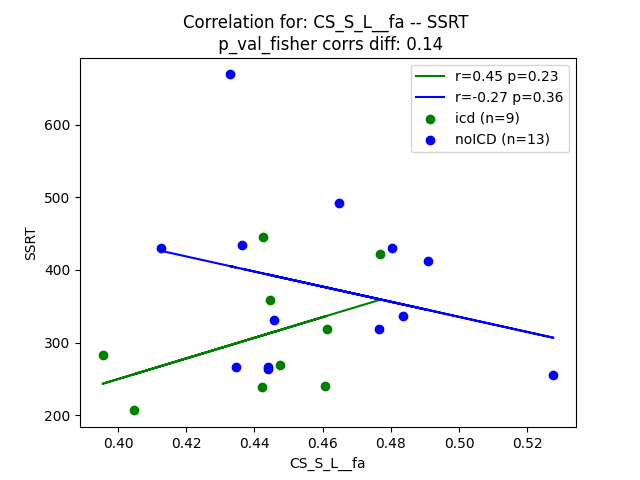 Correlation for: CS_S_L__fa -- SSRT
p_val_fisher corrs diff: 0.14
r=0.45 p=0.23
r=-0.27 p=0.36
icd (n=9)
noICD (n=13)
SSRT
600
500
400
300
200
0.40 0.42 0.44 0.46 0.48 0.50 0.52
CS_S_L__fa